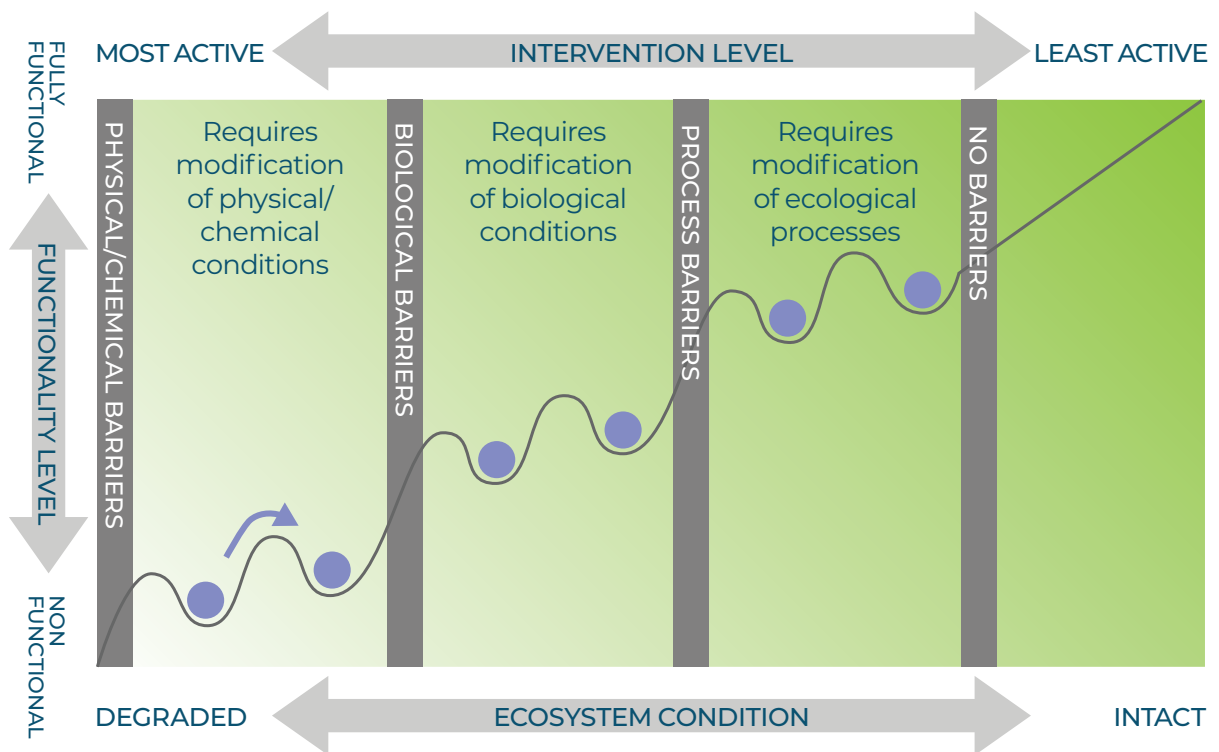 MOST ACTIVE
INTERVENTION LEVEL
LEAST ACTIVE
FULLY
FUNCTIONAL
FUNCTIONALITY LEVEL
NON
FUNCTIONAL
PHYSICAL/CHEMICAL BARRIERS
Requires
modification
of physical/
chemical
conditions
BIOLOGICAL BARRIERS
Requires
modification
of biological
conditions
PROCESS BARRIERS
Requires
modification
of ecological
processes
NO BARRIERS
DEGRADED
ECOSYSTEM CONDITION
INTACT